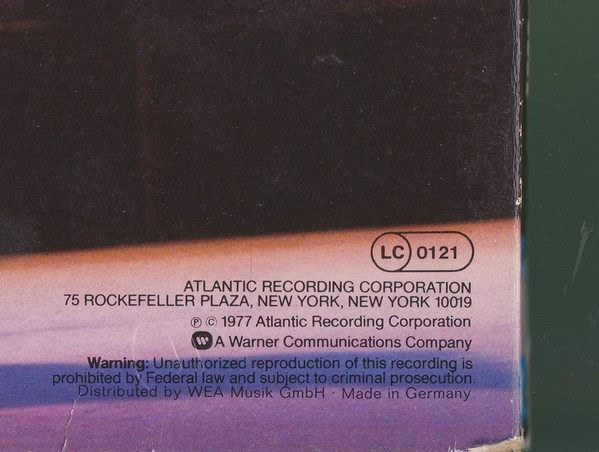 LC 0121
ATLANTIC RECORDING CORPORATION
75 ROCKEFELLER PLAZA, NEW YORK, NEW YORK 10019
℗ © 1977 Atlantic Recording Corporation
A Warner Communications Company
Warning: Unauthorized reproduction of this recording is
prohibited by Federal law and subject to criminal prosecution.
Distributed by WEA Musik GmbH · Made in Germany